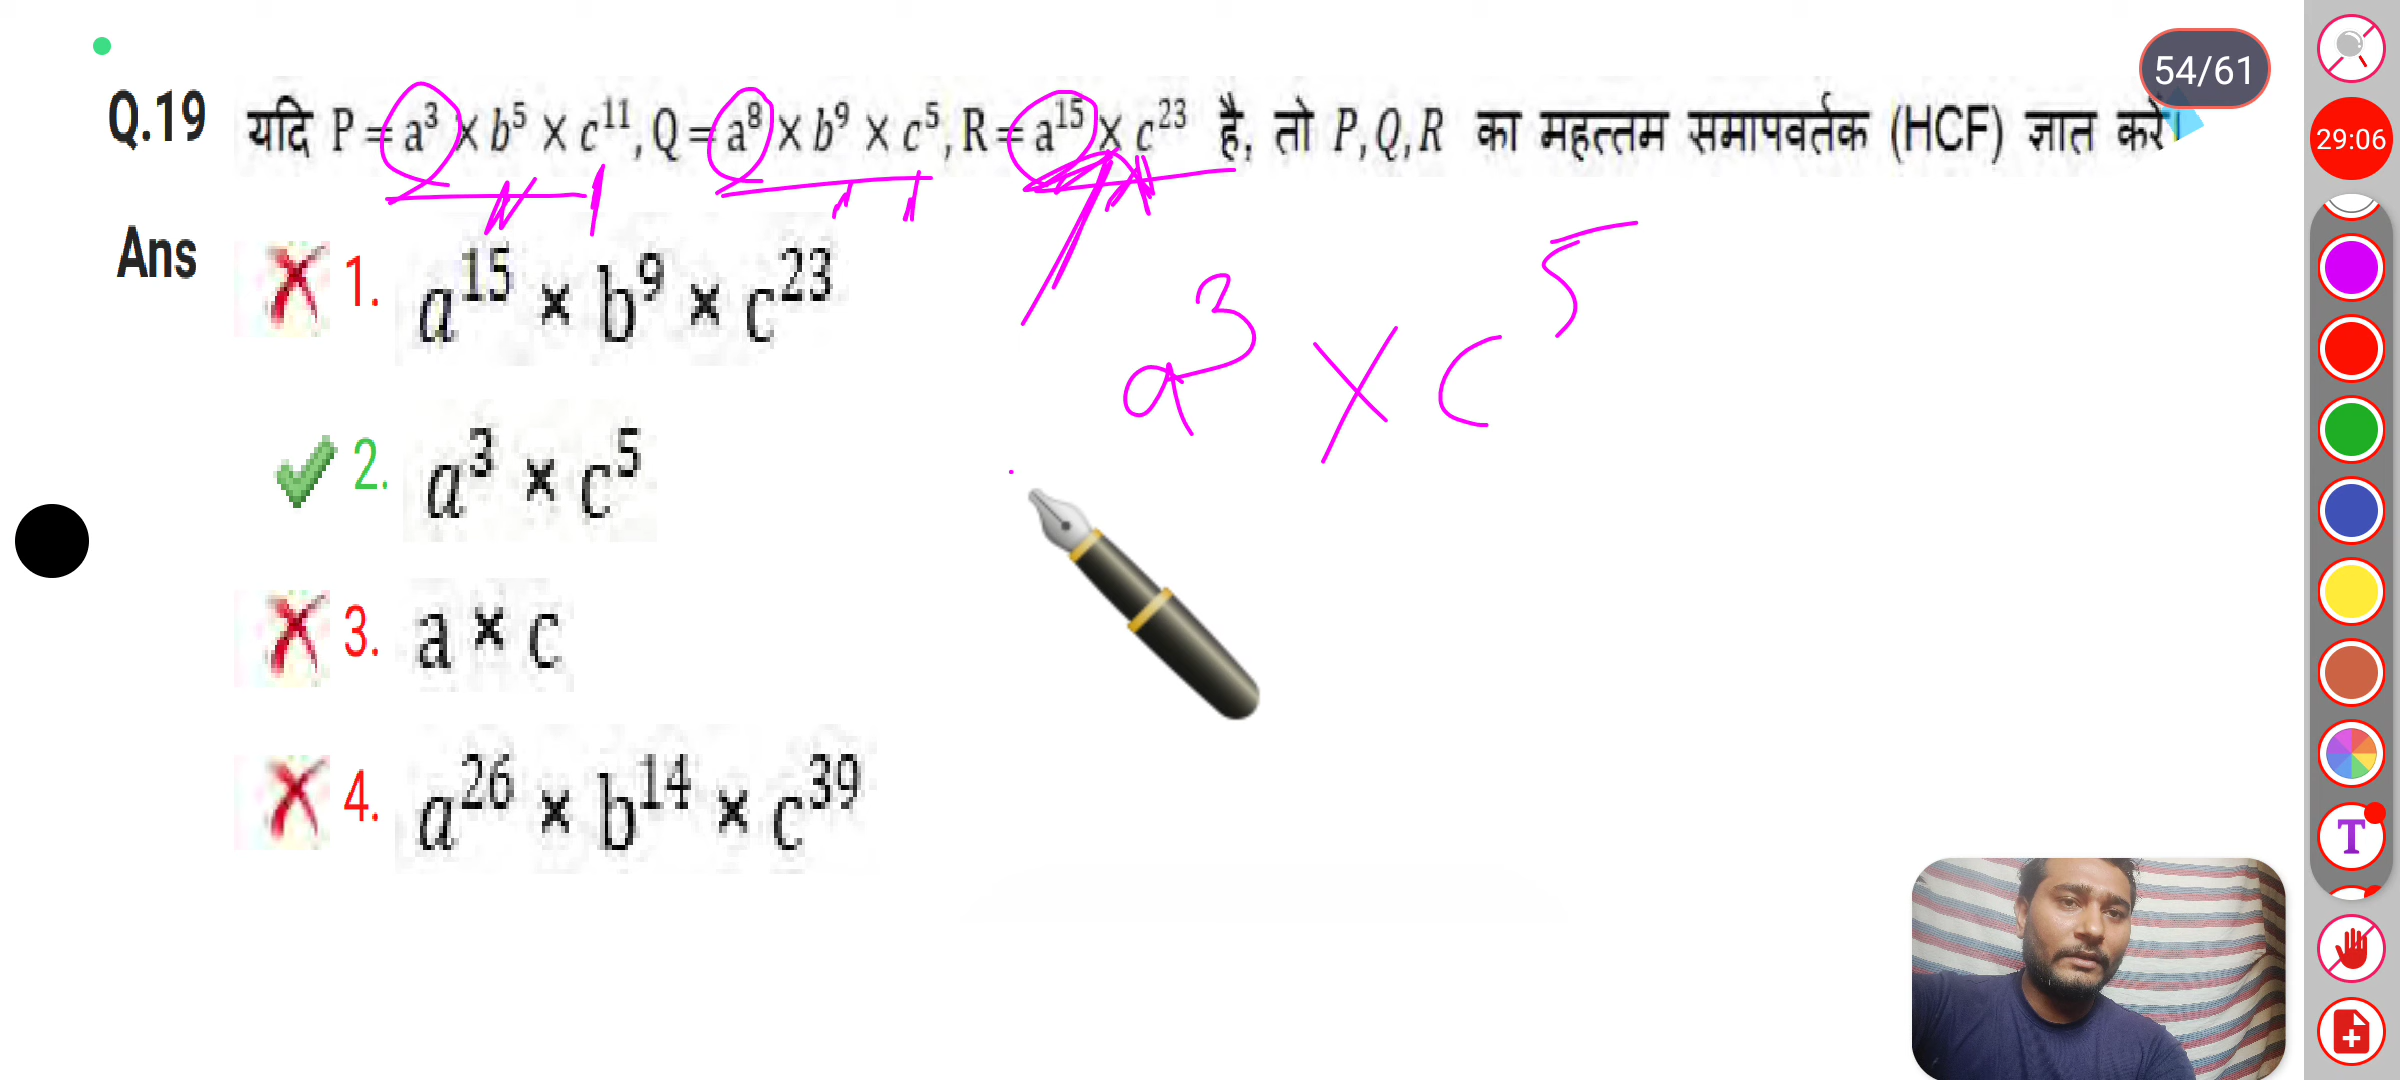 54/61
29:06
Q.19 यदि P = a³ × b⁵ × c¹¹, Q = a⁸ × b⁹ × c⁵, R = a¹⁵ × c²³ है, तो P, Q, R का महत्तम समापवर्तक (HCF) ज्ञात करें।
Ans
1. a¹⁵ × b⁹ × c²³
a³ × c⁵
2. a³ × c⁵
3. a × c
4. a²⁶ × b¹⁴ × c³⁹
T